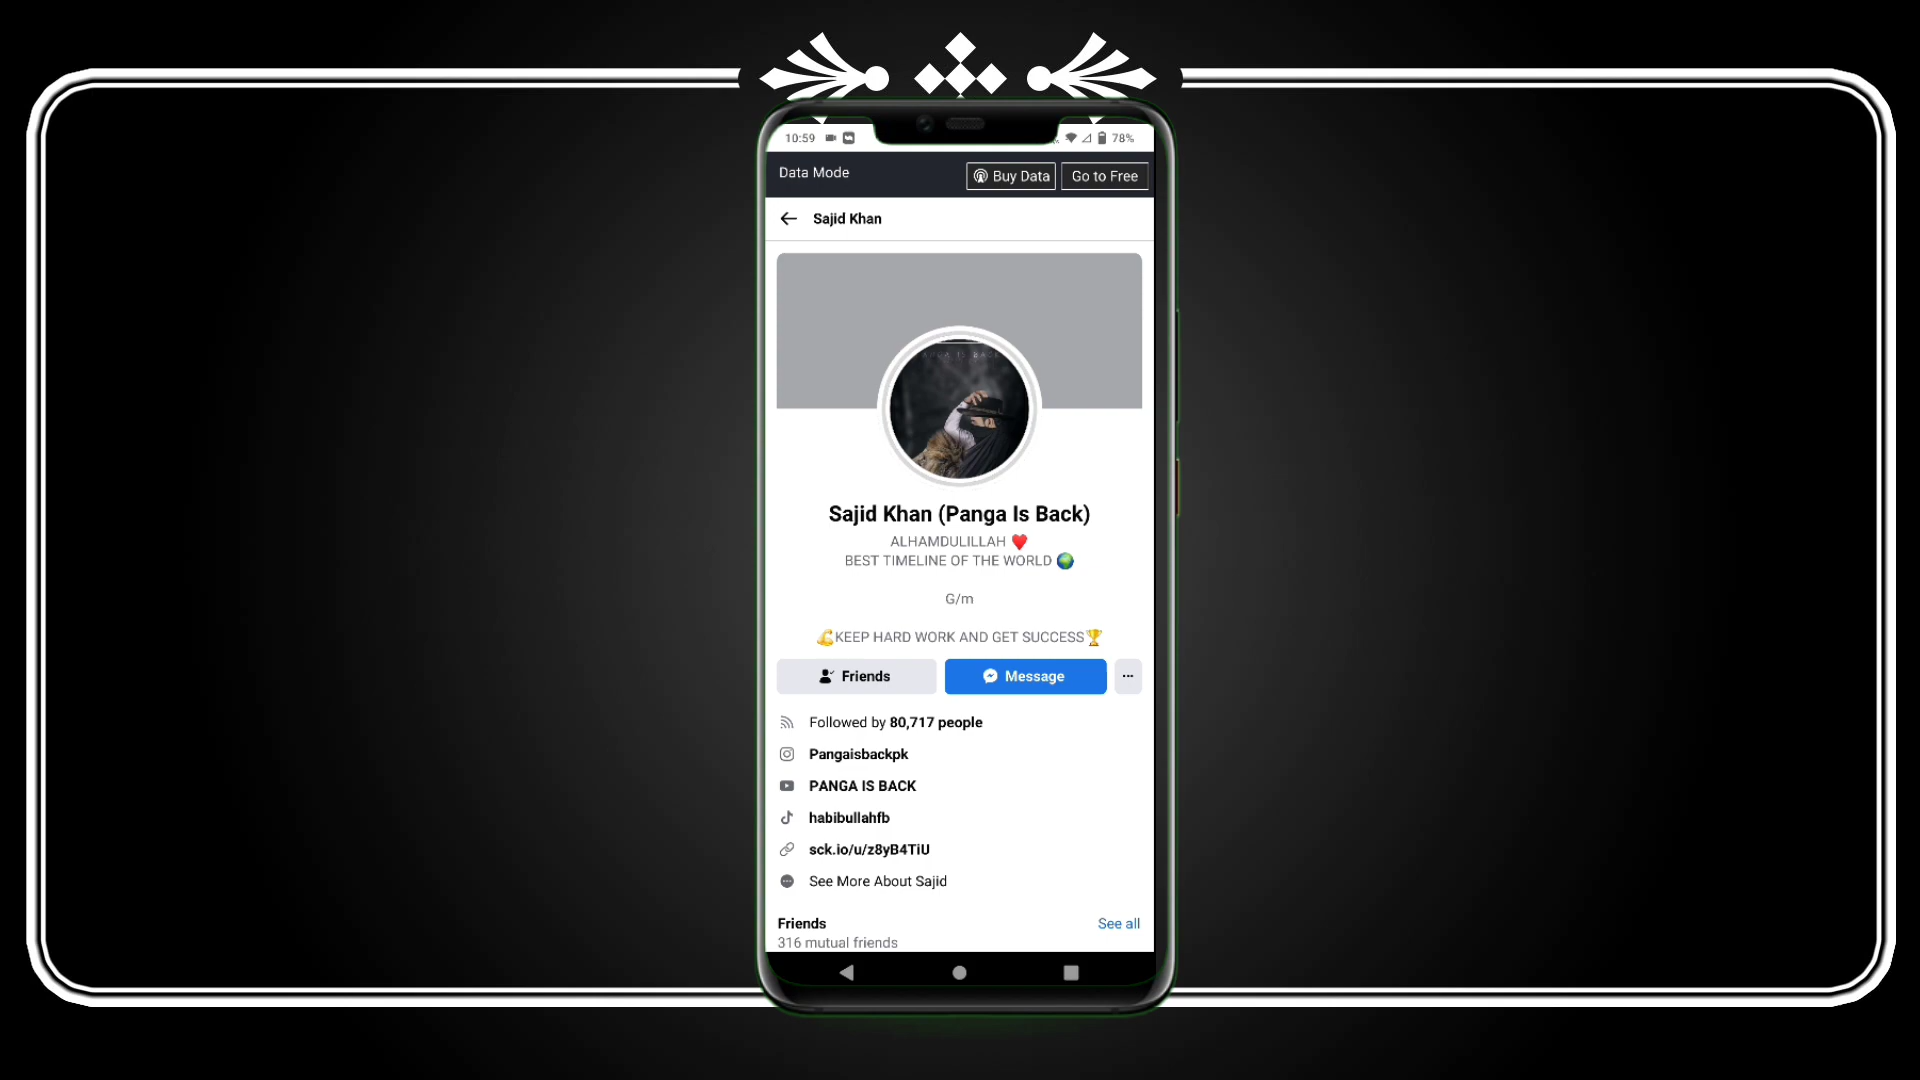 10:59
78%
Data Mode
Buy Data
Go to Free
Sajid Khan
Sajid Khan (Panga Is Back)
ALHAMDULILLAH ❤️
BEST TIMELINE OF THE WORLD 🌍
G/m
💪KEEP HARD WORK AND GET SUCCESS🏆
Friends
Message
Followed by 80,717 people
Pangaisbackpk
PANGA IS BACK
habibullahfb
sck.io/u/z8yB4TiU
See More About Sajid
Friends
See all
316 mutual friends